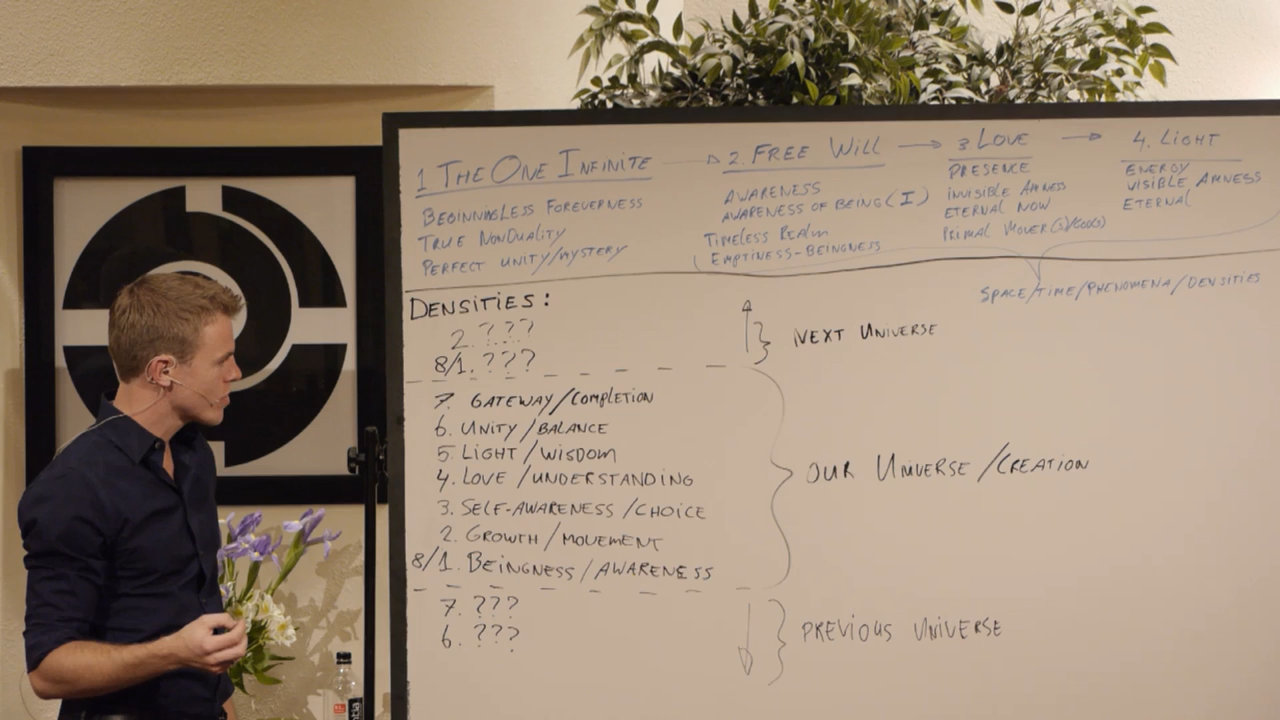 1 THE ONE INFINITE → 2. FREE WILL → 3 LOVE → 4. LIGHT
BEGINNINGLESS FOREVERNESS
TRUE NONDUALITY
PERFECT UNITY/MYSTERY
AWARENESS
AWARENESS OF BEING (I)
TIMELESS REALM
EMPTINESS-BEINGNESS
PRESENCE
INVISIBLE AMNESS
ETERNAL NOW
PRIMAL MOVER(S)/GOD(S)
ENERGY
VISIBLE AMNESS
ETERNAL
SPACE/TIME/PHENOMENA/DENSITIES
DENSITIES:
2. ???
8/1. ???
NEXT UNIVERSE
7. GATEWAY/COMPLETION
6. UNITY/BALANCE
5. LIGHT/WISDOM
4. LOVE/UNDERSTANDING
3. SELF-AWARENESS/CHOICE
2. GROWTH/MOVEMENT
8/1. BEINGNESS/AWARENESS
OUR UNIVERSE/CREATION
7. ???
6. ???
PREVIOUS UNIVERSE